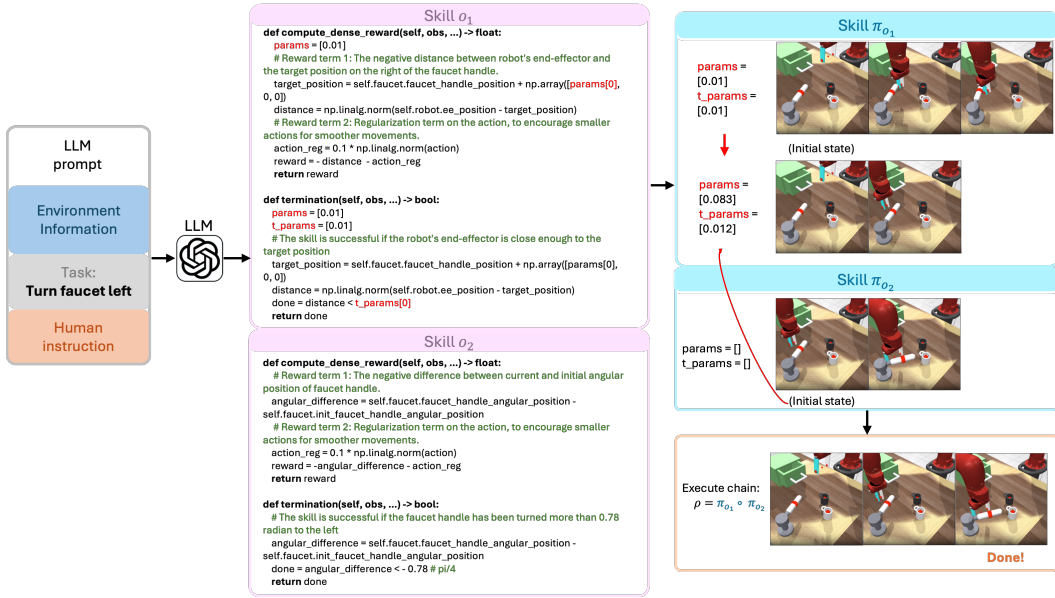 LLM
prompt
Environment
Information
Task:
Turn faucet left
Human
instruction
LLM
Skill o₁
def compute_dense_reward(self, obs, ...) -> float:
params = [0.01]
# Reward term 1: The negative distance between robot's end-effector and
the target position on the right of the faucet handle.
target_position = self.faucet.faucet_handle_position + np.array([params[0],
0, 0])
distance = np.linalg.norm(self.robot.ee_position - target_position)
# Reward term 2: Regularization term on the action, to encourage smaller
actions for smoother movements.
action_reg = 0.1 * np.linalg.norm(action)
reward = - distance - action_reg
return reward
def termination(self, obs, ...) -> bool:
params = [0.01]
t_params = [0.01]
# The skill is successful if the robot's end-effector is close enough to the
target position
target_position = self.faucet.faucet_handle_position + np.array([params[0],
0, 0])
distance = np.linalg.norm(self.robot.ee_position - target_position)
done = distance < t_params[0]
return done
Skill o₂
def compute_dense_reward(self, obs, ...) -> float:
# Reward term 1: The negative difference between current and initial angular
position of faucet handle.
angular_difference = self.faucet.faucet_handle_angular_position -
self.faucet.init_faucet_handle_angular_position
# Reward term 2: Regularization term on the action, to encourage smaller
actions for smoother movements.
action_reg = 0.1 * np.linalg.norm(action)
reward = -angular_difference - action_reg
return reward
def termination(self, obs, ...) -> bool:
# The skill is successful if the faucet handle has been turned more than 0.78
radian to the left
angular_difference = self.faucet.faucet_handle_angular_position -
self.faucet.init_faucet_handle_angular_position
done = angular_difference < - 0.78 # pi/4
return done
Skill π_o₁
params =
[0.01]
t_params =
[0.01]
(Initial state)
params =
[0.083]
t_params =
[0.012]
Skill π_o₂
params = []
t_params = []
(Initial state)
Execute chain:
ρ = π_o₁ ∘ π_o₂
Done!